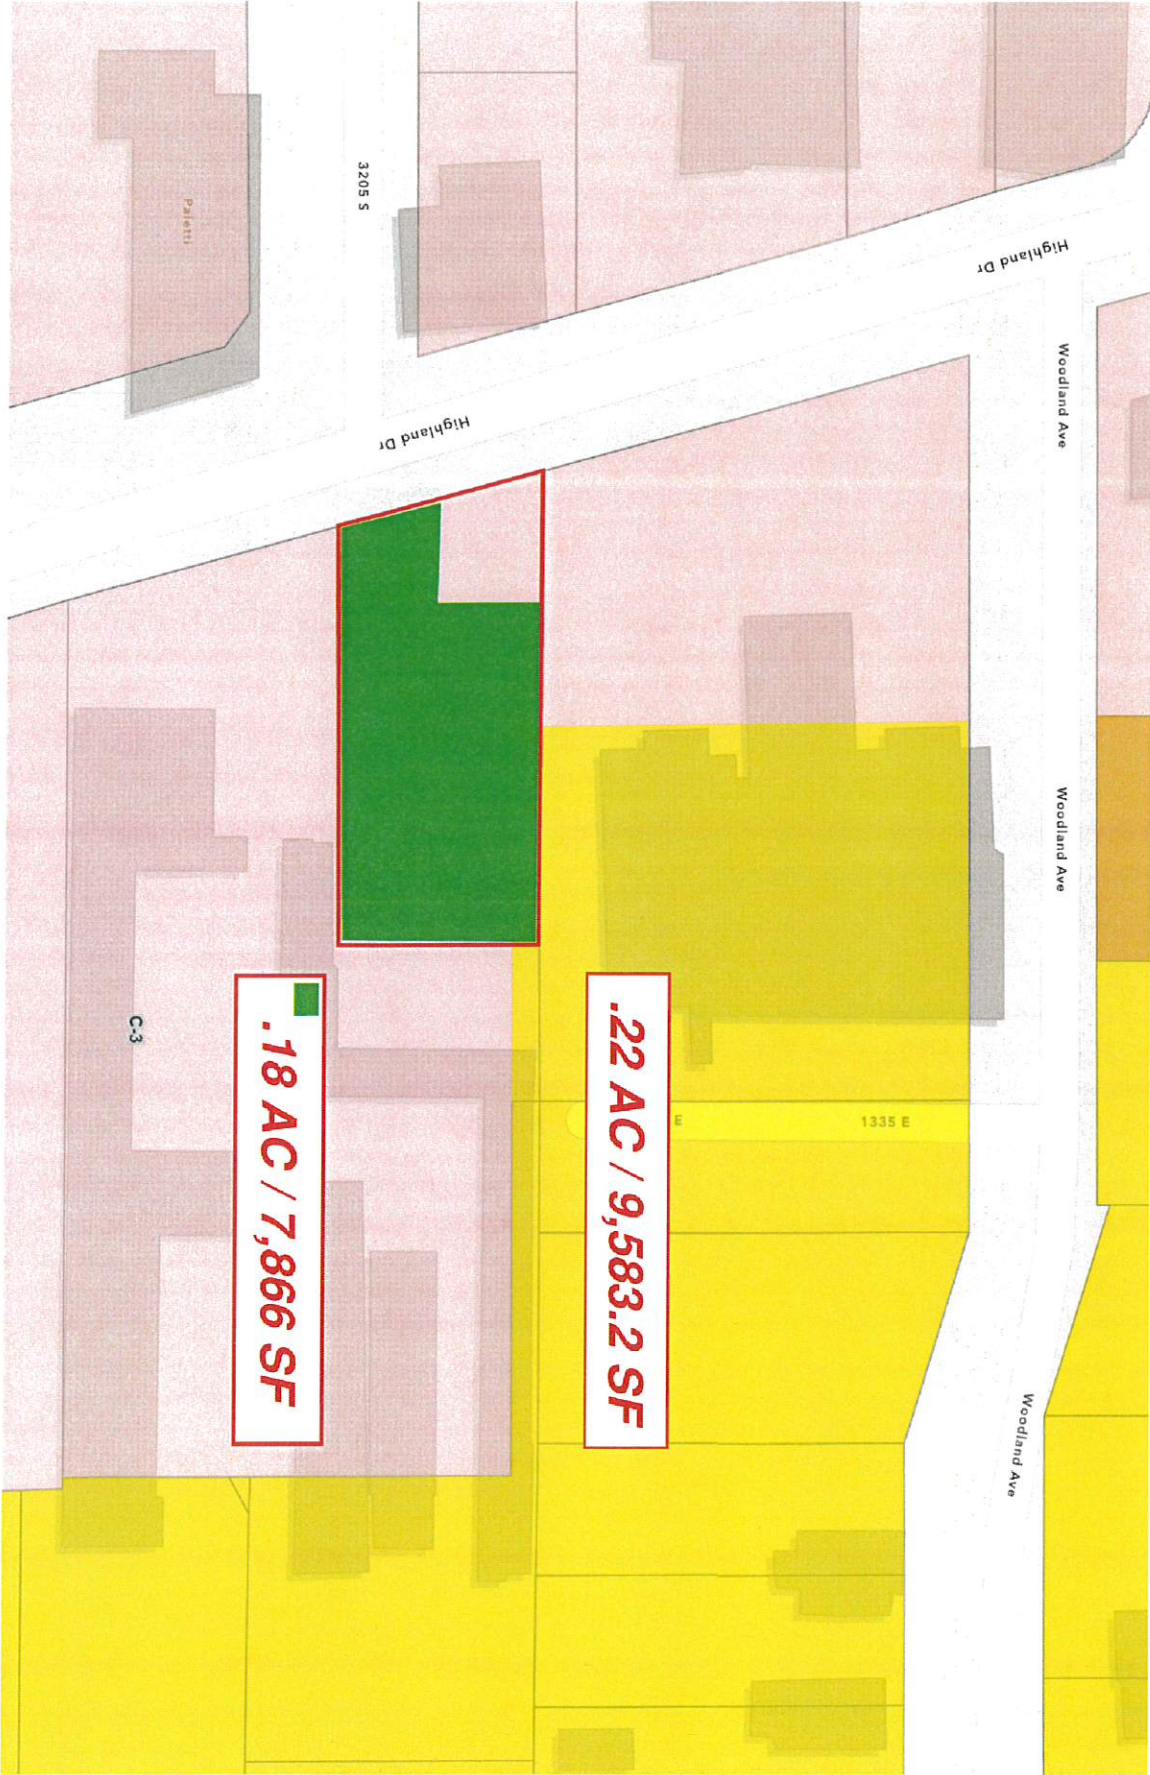 Highland Dr
Woodland Ave
3205 S
Paletti
Highland Dr
Woodland Ave
1335 E
E
.22 AC / 9,583.2 SF
.18 AC / 7,866 SF
C-3
Woodland Ave